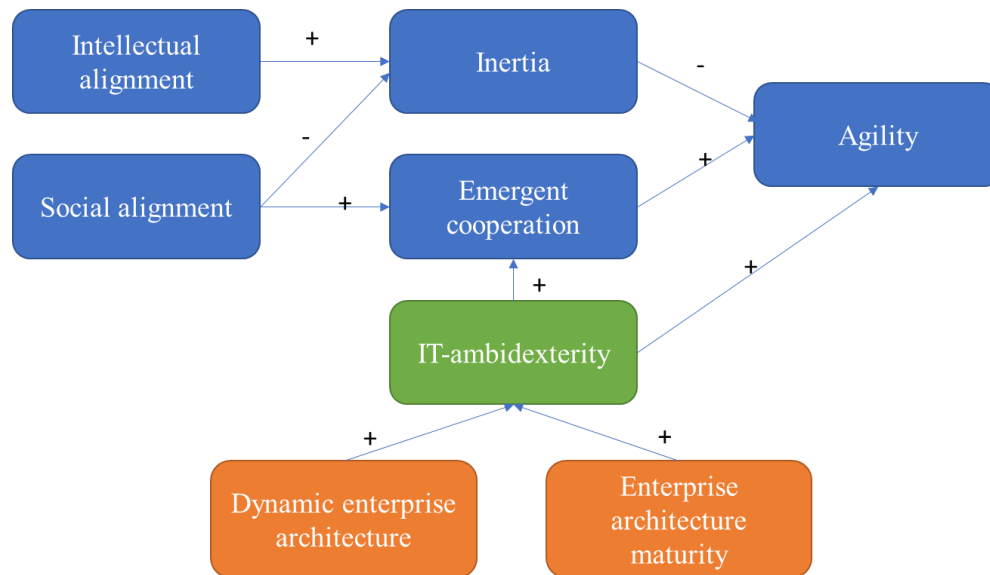 Intellectual
alignment
+
Inertia
-
Agility
-
Social alignment
+
Emergent
cooperation
+
+
IT-ambidexterity
+
+
Dynamic enterprise
architecture
+
Enterprise
architecture
maturity